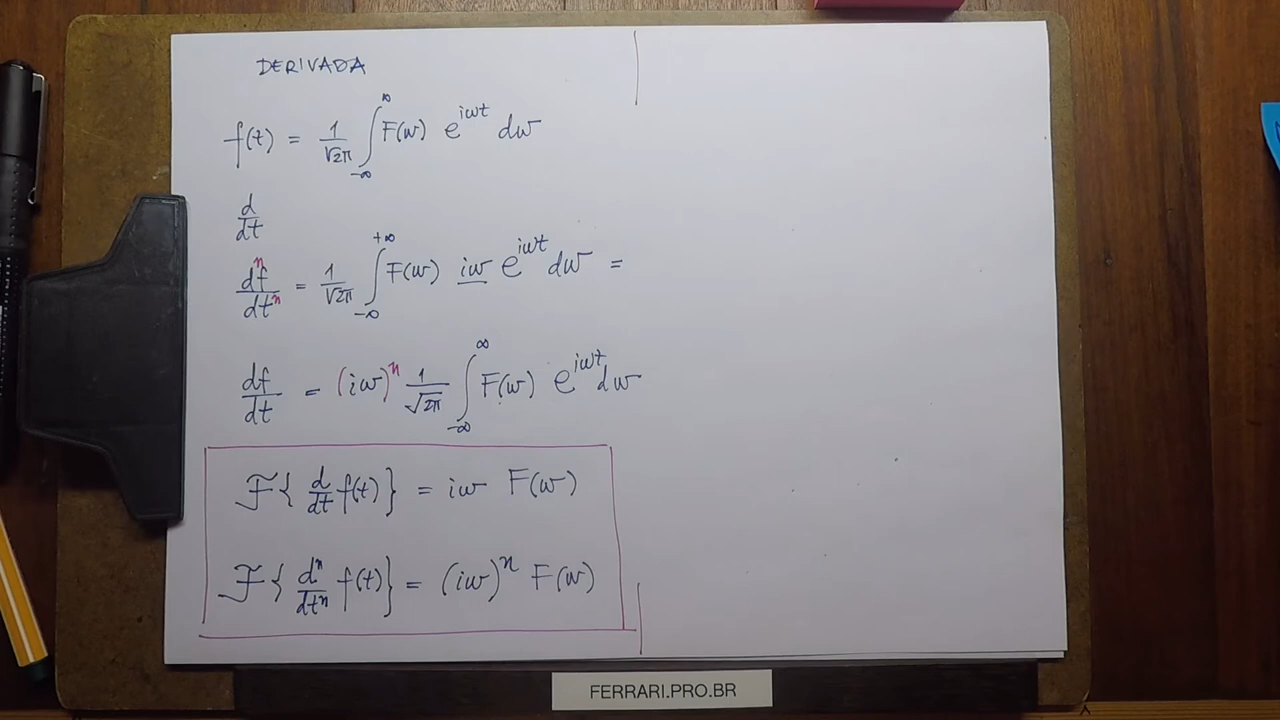 DERIVADA
f(t) = 1/√2π ∫_{-∞}^{∞} F(w) e^{iwt} dw
d/dt
d^n f/dt^n = 1/√2π ∫_{-∞}^{+∞} F(w) iw e^{iwt} dw =
df/dt = (iw)^n 1/√2π ∫_{-∞}^{∞} F(w) e^{iwt} dw
ℱ{ d/dt f(t) } = iw F(w)
ℱ{ d^n/dt^n f(t) } = (iw)^n F(w)
FERRARI.PRO.BR